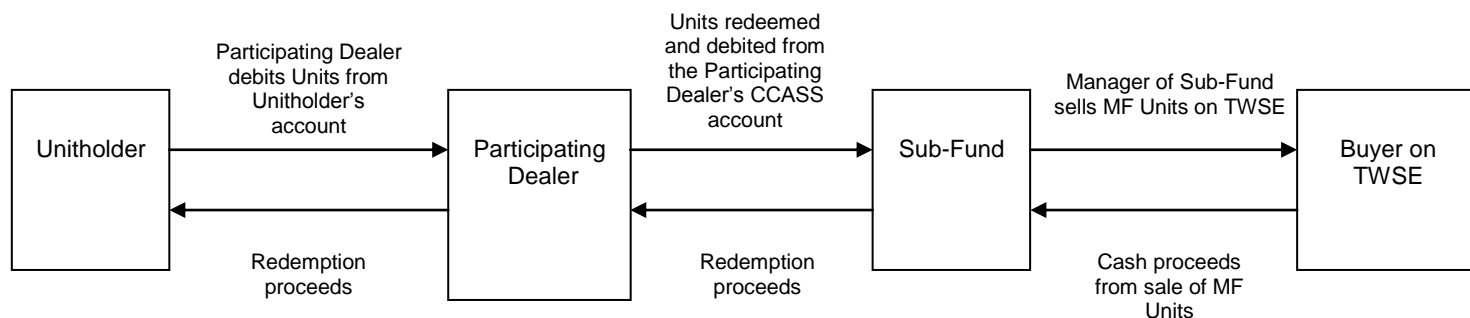 Participating Dealer
debits Units from
Unitholder's
account
Units redeemed
and debited from
the Participating
Dealer's CCASS
account
Manager of Sub-Fund
sells MF Units on TWSE
Unitholder
Participating
Dealer
Sub-Fund
Buyer on
TWSE
Redemption
proceeds
Redemption
proceeds
Cash proceeds
from sale of MF
Units